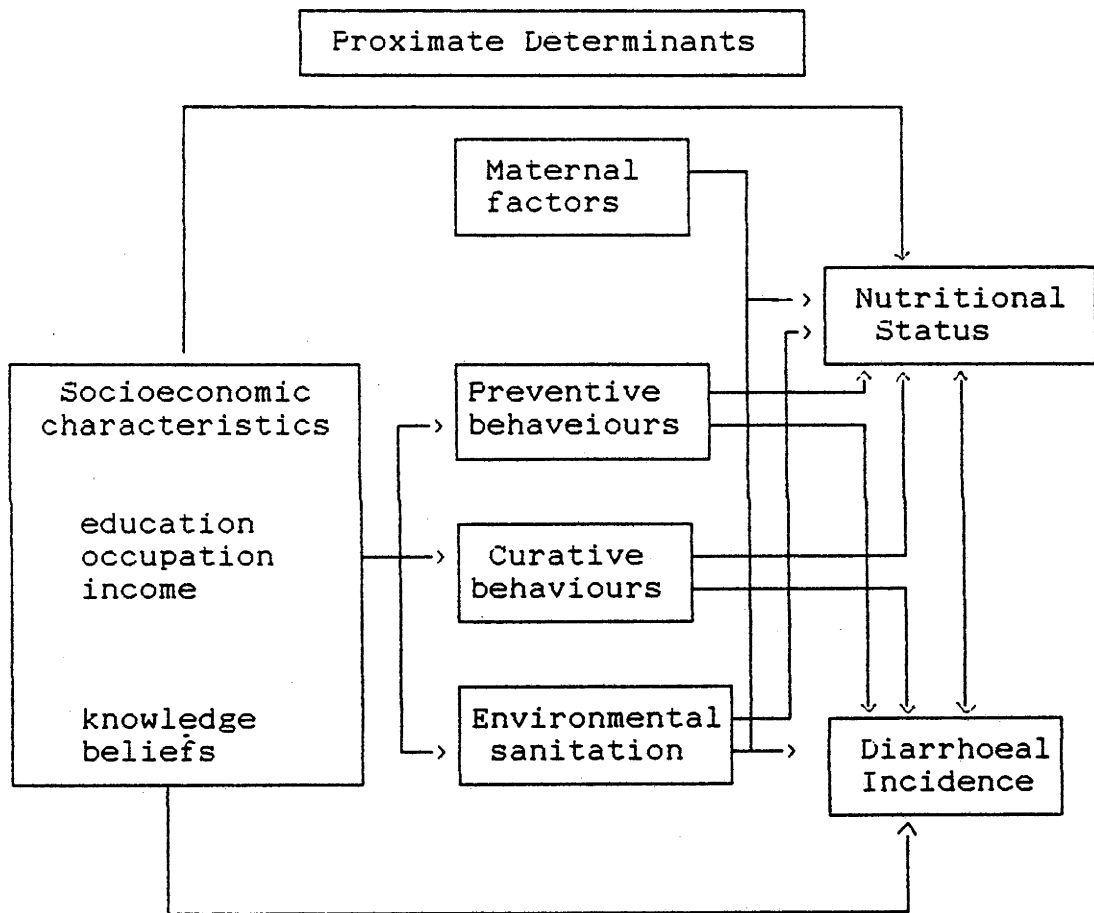 Proximate Determinants
Maternal
factors
Nutritional
Status
Socioeconomic
characteristics
education
occupation
income
knowledge
beliefs
Preventive
behaveiours
Curative
behaviours
Environmental
sanitation
Diarrhoeal
Incidence